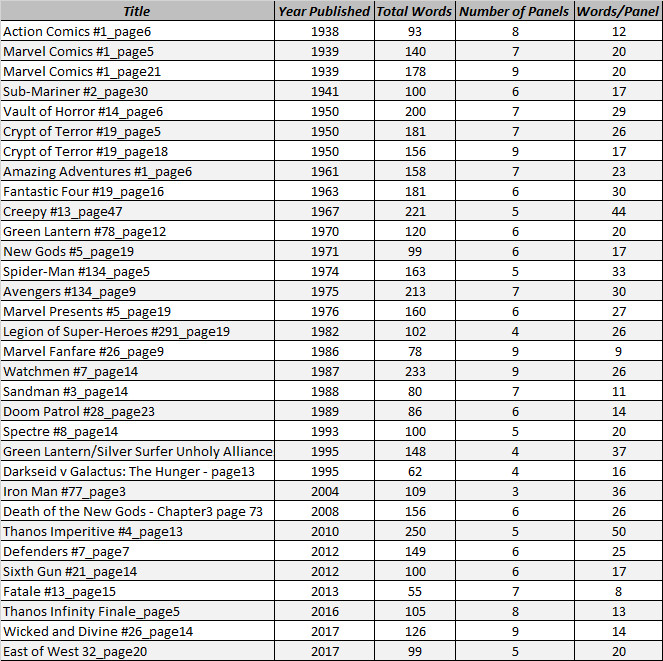 Title Year Published Total Words Number of Panels Words/Panel
Action Comics #1_page6 1938 93 8 12
Marvel Comics #1_page5 1939 140 7 20
Marvel Comics #1_page21 1939 178 9 20
Sub-Mariner #2_page30 1941 100 6 17
Vault of Horror #14_page6 1950 200 7 29
Crypt of Terror #19_page5 1950 181 7 26
Crypt of Terror #19_page18 1950 156 9 17
Amazing Adventures #1_page6 1961 158 7 23
Fantastic Four #19_page16 1963 181 6 30
Creepy #13_page47 1967 221 5 44
Green Lantern #78_page12 1970 120 6 20
New Gods #5_page19 1971 99 6 17
Spider-Man #134_page5 1974 163 5 33
Avengers #134_page9 1975 213 7 30
Marvel Presents #5_page19 1976 160 6 27
Legion of Super-Heroes #291_page19 1982 102 4 26
Marvel Fanfare #26_page9 1986 78 9 9
Watchmen #7_page14 1987 233 9 26
Sandman #3_page14 1988 80 7 11
Doom Patrol #28_page23 1989 86 6 14
Spectre #8_page14 1993 100 5 20
Green Lantern/Silver Surfer Unholy Alliance 1995 148 4 37
Darkseid v Galactus: The Hunger - page13 1995 62 4 16
Iron Man #77_page3 2004 109 3 36
Death of the New Gods - Chapter3 page 73 2008 156 6 26
Thanos Imperitive #4_page13 2010 250 5 50
Defenders #7_page7 2012 149 6 25
Sixth Gun #21_page14 2012 100 6 17
Fatale #13_page15 2013 55 7 8
Thanos Infinity Finale_page5 2016 105 8 13
Wicked and Divine #26_page14 2017 126 9 14
East of West 32_page20 2017 99 5 20